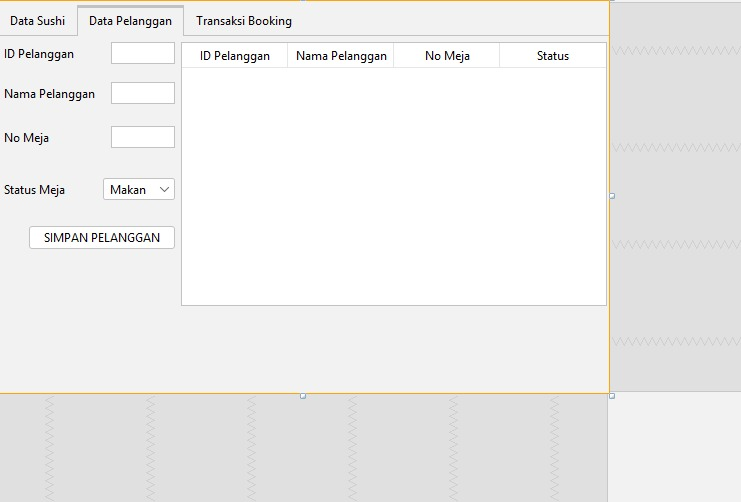 Data Sushi Data Pelanggan Transaksi Booking
ID Pelanggan
Nama Pelanggan
No Meja
Status Meja Makan
SIMPAN PELANGGAN
ID Pelanggan Nama Pelanggan No Meja Status